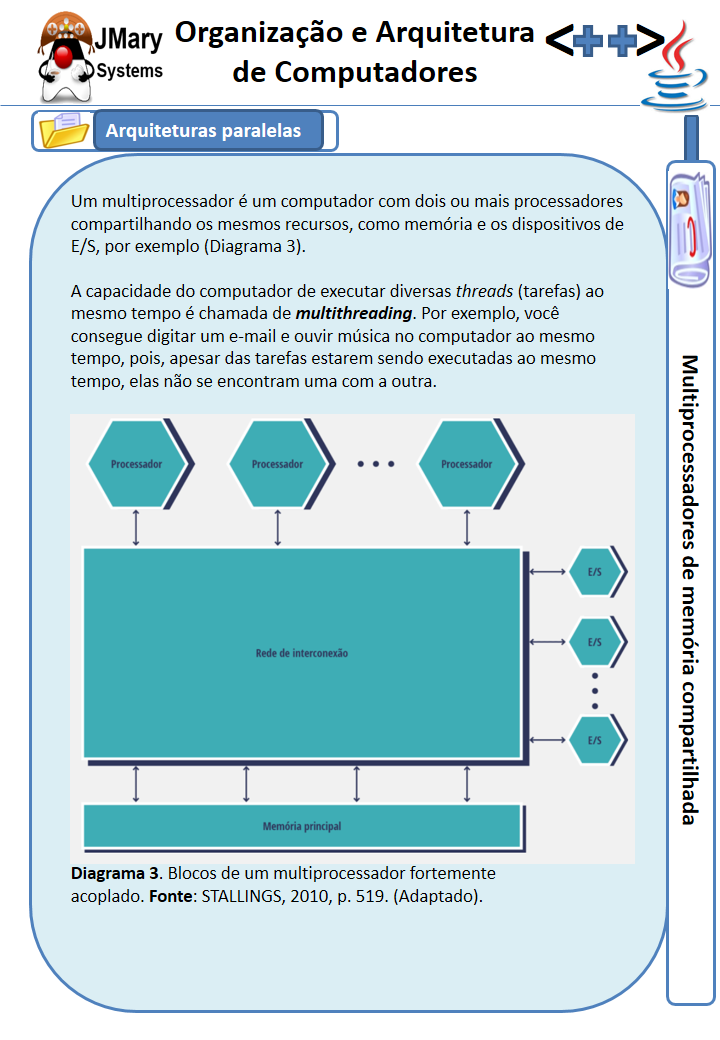 JMary
Systems
Organização e Arquitetura
de Computadores
<++>
Arquiteturas paralelas
Um multiprocessador é um computador com dois ou mais processadores
compartilhando os mesmos recursos, como memória e os dispositivos de
E/S, por exemplo (Diagrama 3).
A capacidade do computador de executar diversas threads (tarefas) ao
mesmo tempo é chamada de multithreading. Por exemplo, você
consegue digitar um e-mail e ouvir música no computador ao mesmo
tempo, pois, apesar das tarefas estarem sendo executadas ao mesmo
tempo, elas não se encontram uma com a outra.
Processador
Processador
Processador
E/S
E/S
E/S
Rede de interconexão
Memória principal
Diagrama 3. Blocos de um multiprocessador fortemente
acoplado. Fonte: STALLINGS, 2010, p. 519. (Adaptado).
Multiprocessadores de memória compartilhada